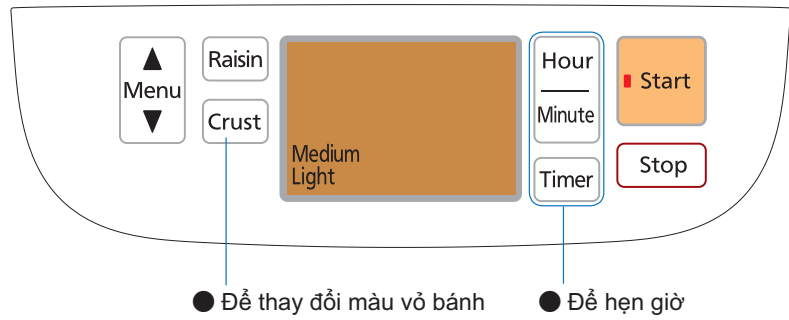 ▲
Menu
▼
Raisin
Crust
Medium
Light
Hour
Minute
Timer
Start
Stop
● Để thay đổi màu vỏ bánh
● Để hẹn giờ